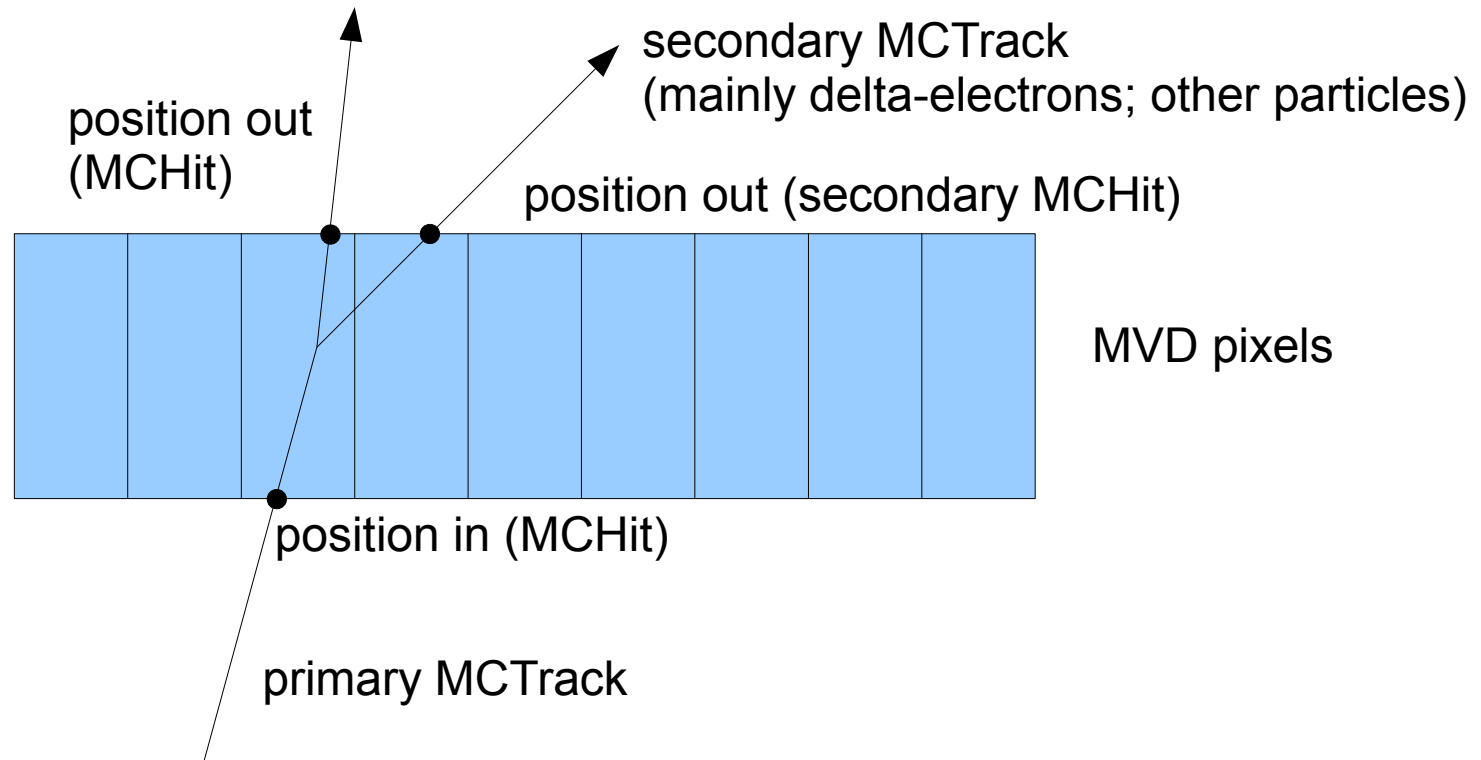 secondary MCTrack
(mainly delta-electrons; other particles)
position out
(MCHit)
position out (secondary MCHit)
MVD pixels
position in (MCHit)
primary MCTrack